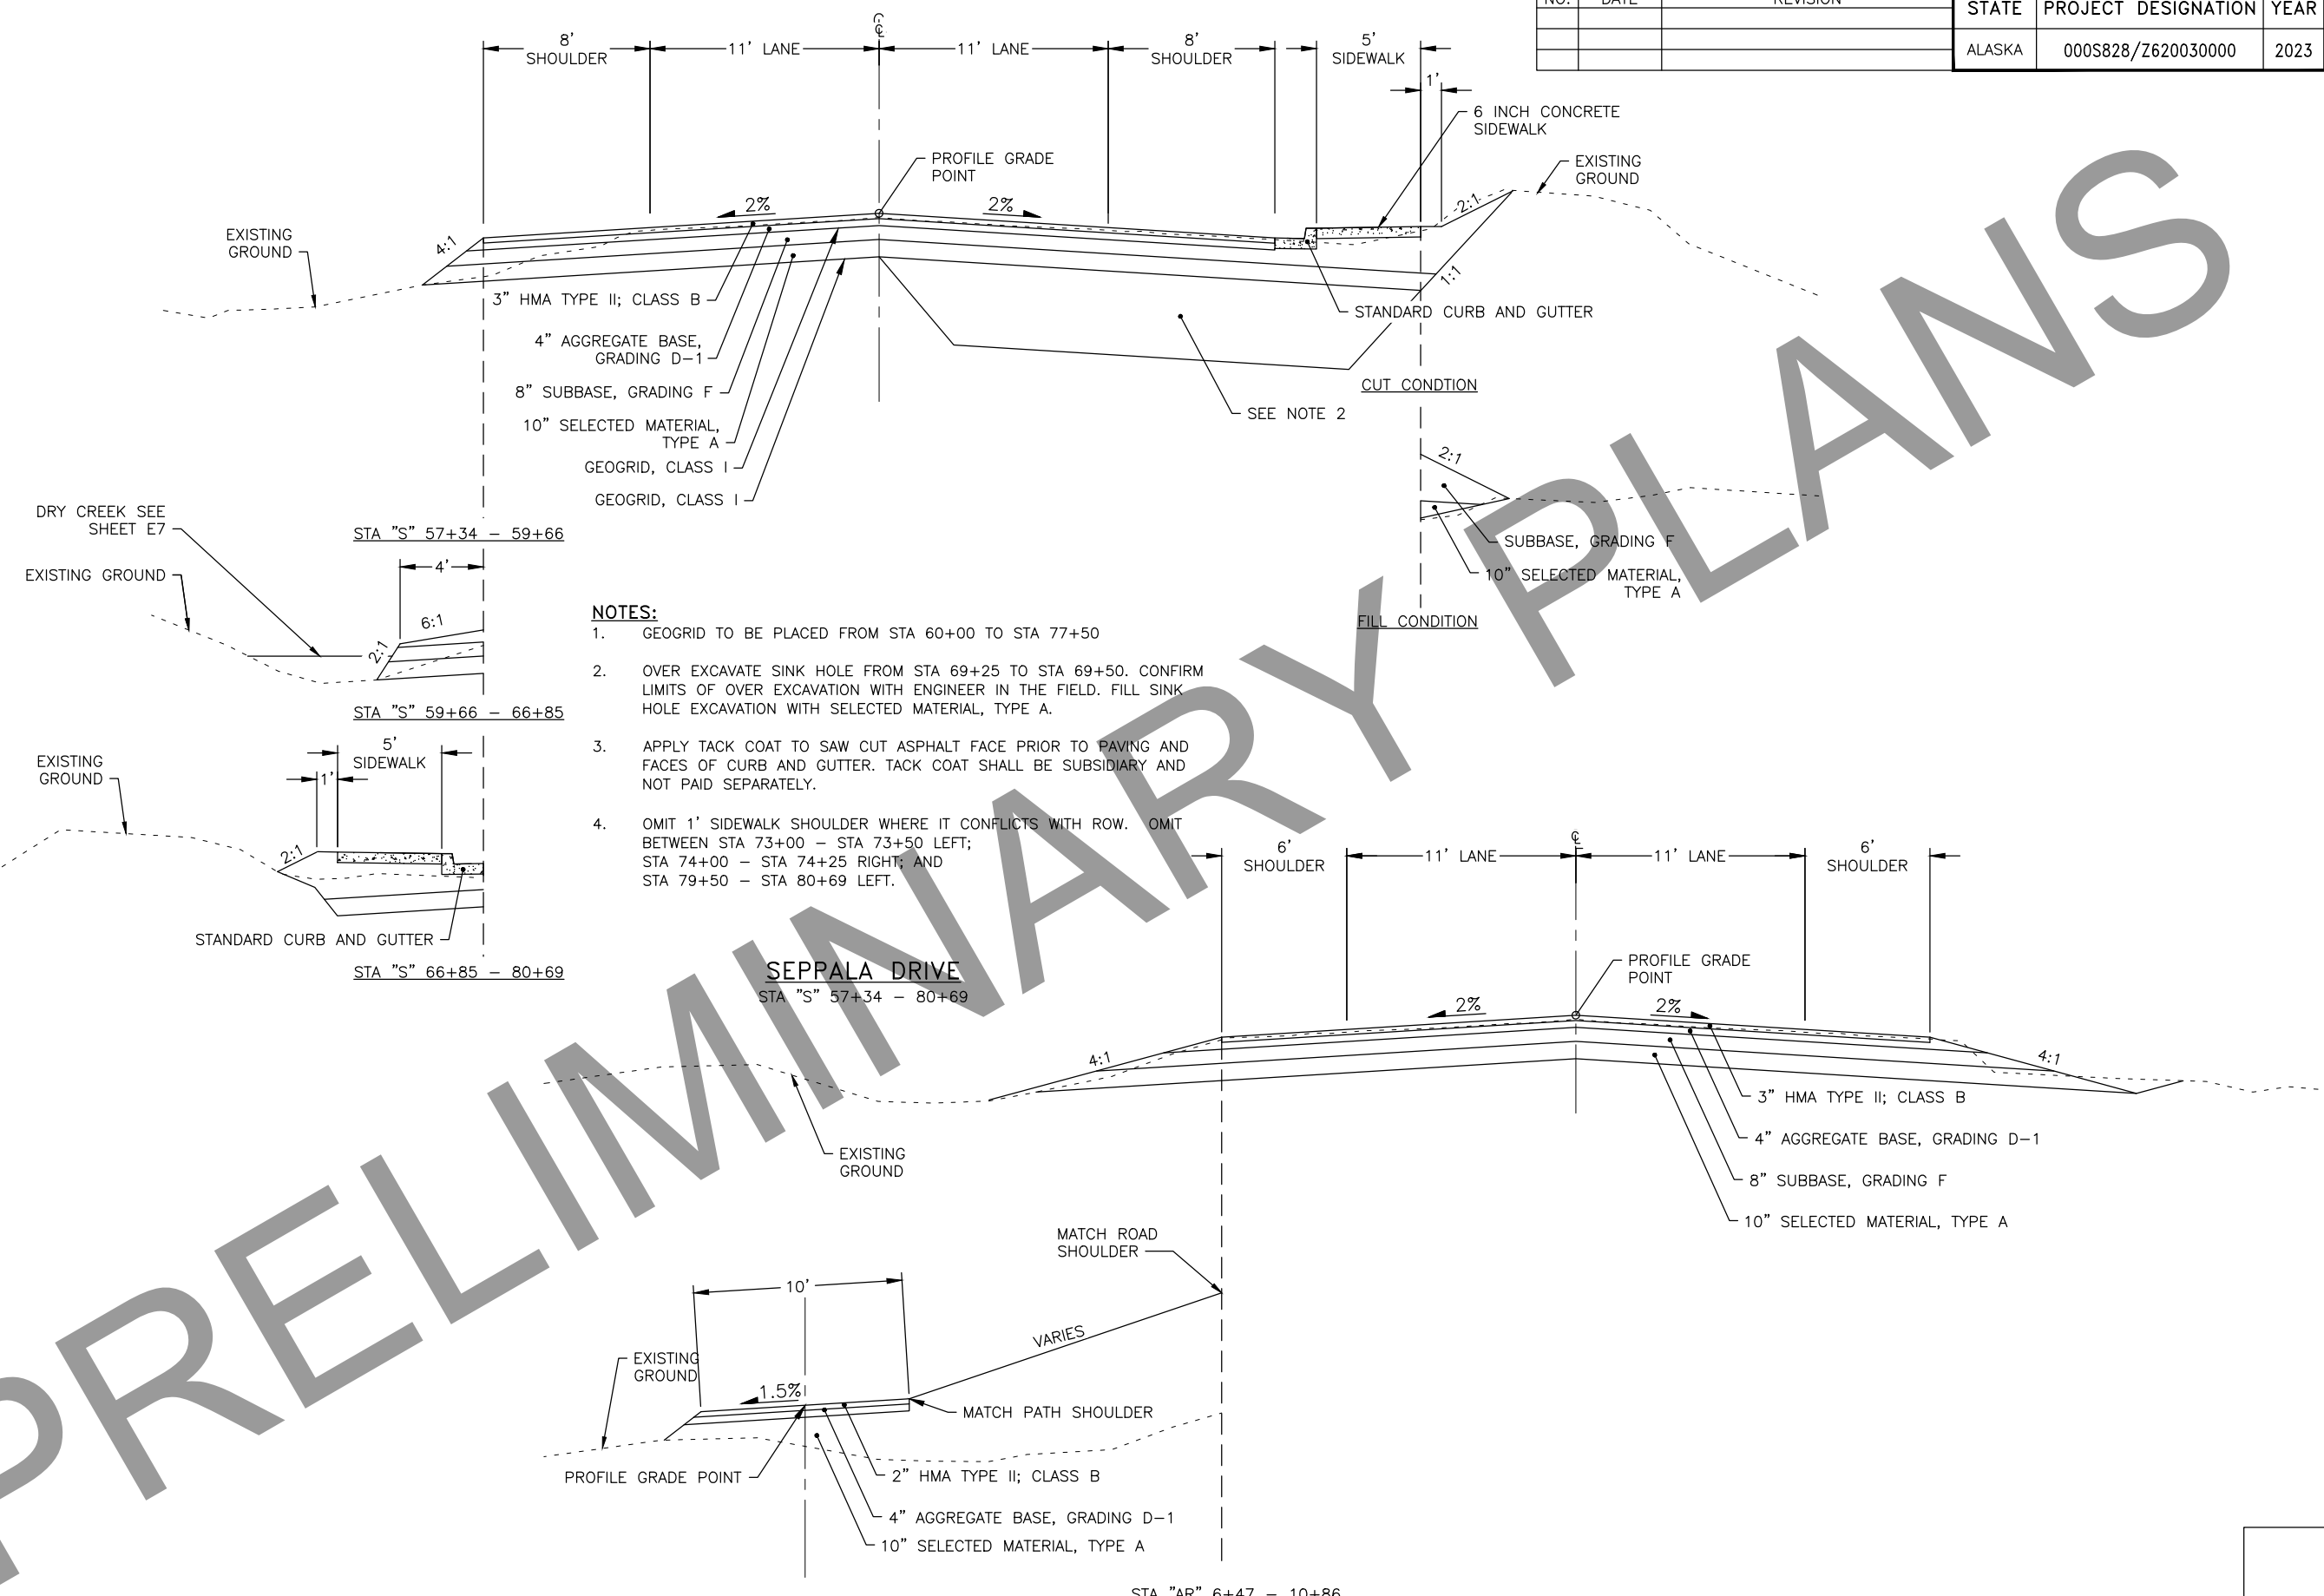 NO.
DATE
REVISION
STATE
PROJECT DESIGNATION
YEAR
ALASKA
000S828/Z620030000
2023
8'
SHOULDER
11' LANE
℄
11' LANE
8'
SHOULDER
5'
SIDEWALK
1'
6 INCH CONCRETE
SIDEWALK
PROFILE GRADE
POINT
EXISTING
GROUND
2%
2%
2:1
EXISTING
GROUND
4:1
1:1
3" HMA TYPE II; CLASS B
STANDARD CURB AND GUTTER
4" AGGREGATE BASE,
GRADING D-1
8" SUBBASE, GRADING F
CUT CONDTION
SEE NOTE 2
10" SELECTED MATERIAL,
TYPE A
GEOGRID, CLASS I
GEOGRID, CLASS I
2:1
SUBBASE, GRADING F
10" SELECTED MATERIAL,
TYPE A
FILL CONDITION
DRY CREEK SEE
SHEET E7
STA "S" 57+34 - 59+66
EXISTING GROUND
4'
6:1
2:1
STA "S" 59+66 - 66+85
5'
SIDEWALK
1'
EXISTING
GROUND
2:1
STANDARD CURB AND GUTTER
STA "S" 66+85 - 80+69
NOTES:
1. GEOGRID TO BE PLACED FROM STA 60+00 TO STA 77+50
2. OVER EXCAVATE SINK HOLE FROM STA 69+25 TO STA 69+50. CONFIRM
LIMITS OF OVER EXCAVATION WITH ENGINEER IN THE FIELD. FILL SINK
HOLE EXCAVATION WITH SELECTED MATERIAL, TYPE A.
3. APPLY TACK COAT TO SAW CUT ASPHALT FACE PRIOR TO PAVING AND
FACES OF CURB AND GUTTER. TACK COAT SHALL BE SUBSIDIARY AND
NOT PAID SEPARATELY.
4. OMIT 1' SIDEWALK SHOULDER WHERE IT CONFLICTS WITH ROW. OMIT
BETWEEN STA 73+00 - STA 73+50 LEFT;
STA 74+00 - STA 74+25 RIGHT; AND
STA 79+50 - STA 80+69 LEFT.
SEPPALA DRIVE
STA "S" 57+34 - 80+69
6'
SHOULDER
11' LANE
℄
11' LANE
6'
SHOULDER
PROFILE GRADE
POINT
2%
2%
4:1
4:1
3" HMA TYPE II; CLASS B
4" AGGREGATE BASE, GRADING D-1
8" SUBBASE, GRADING F
10" SELECTED MATERIAL, TYPE A
EXISTING
GROUND
MATCH ROAD
SHOULDER
10'
VARIES
EXISTING
GROUND
1.5%
MATCH PATH SHOULDER
PROFILE GRADE POINT
2" HMA TYPE II; CLASS B
4" AGGREGATE BASE, GRADING D-1
10" SELECTED MATERIAL, TYPE A
STA "AR" 6+47 - 10+86
PRELIMINARY PLANS